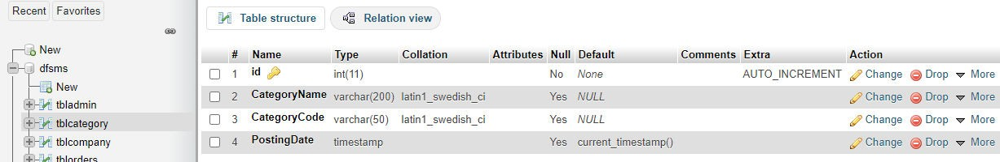 Recent Favorites
New
dfsms
New
tbladmin
tblcategory
tblcompany
tblorders
Table structure Relation view
# Name Type Collation Attributes Null Default Comments Extra Action
1 id int(11) No None AUTO_INCREMENT Change Drop More
2 CategoryName varchar(200) latin1_swedish_ci Yes NULL Change Drop More
3 CategoryCode varchar(50) latin1_swedish_ci Yes NULL Change Drop More
4 PostingDate timestamp Yes current_timestamp() Change Drop More